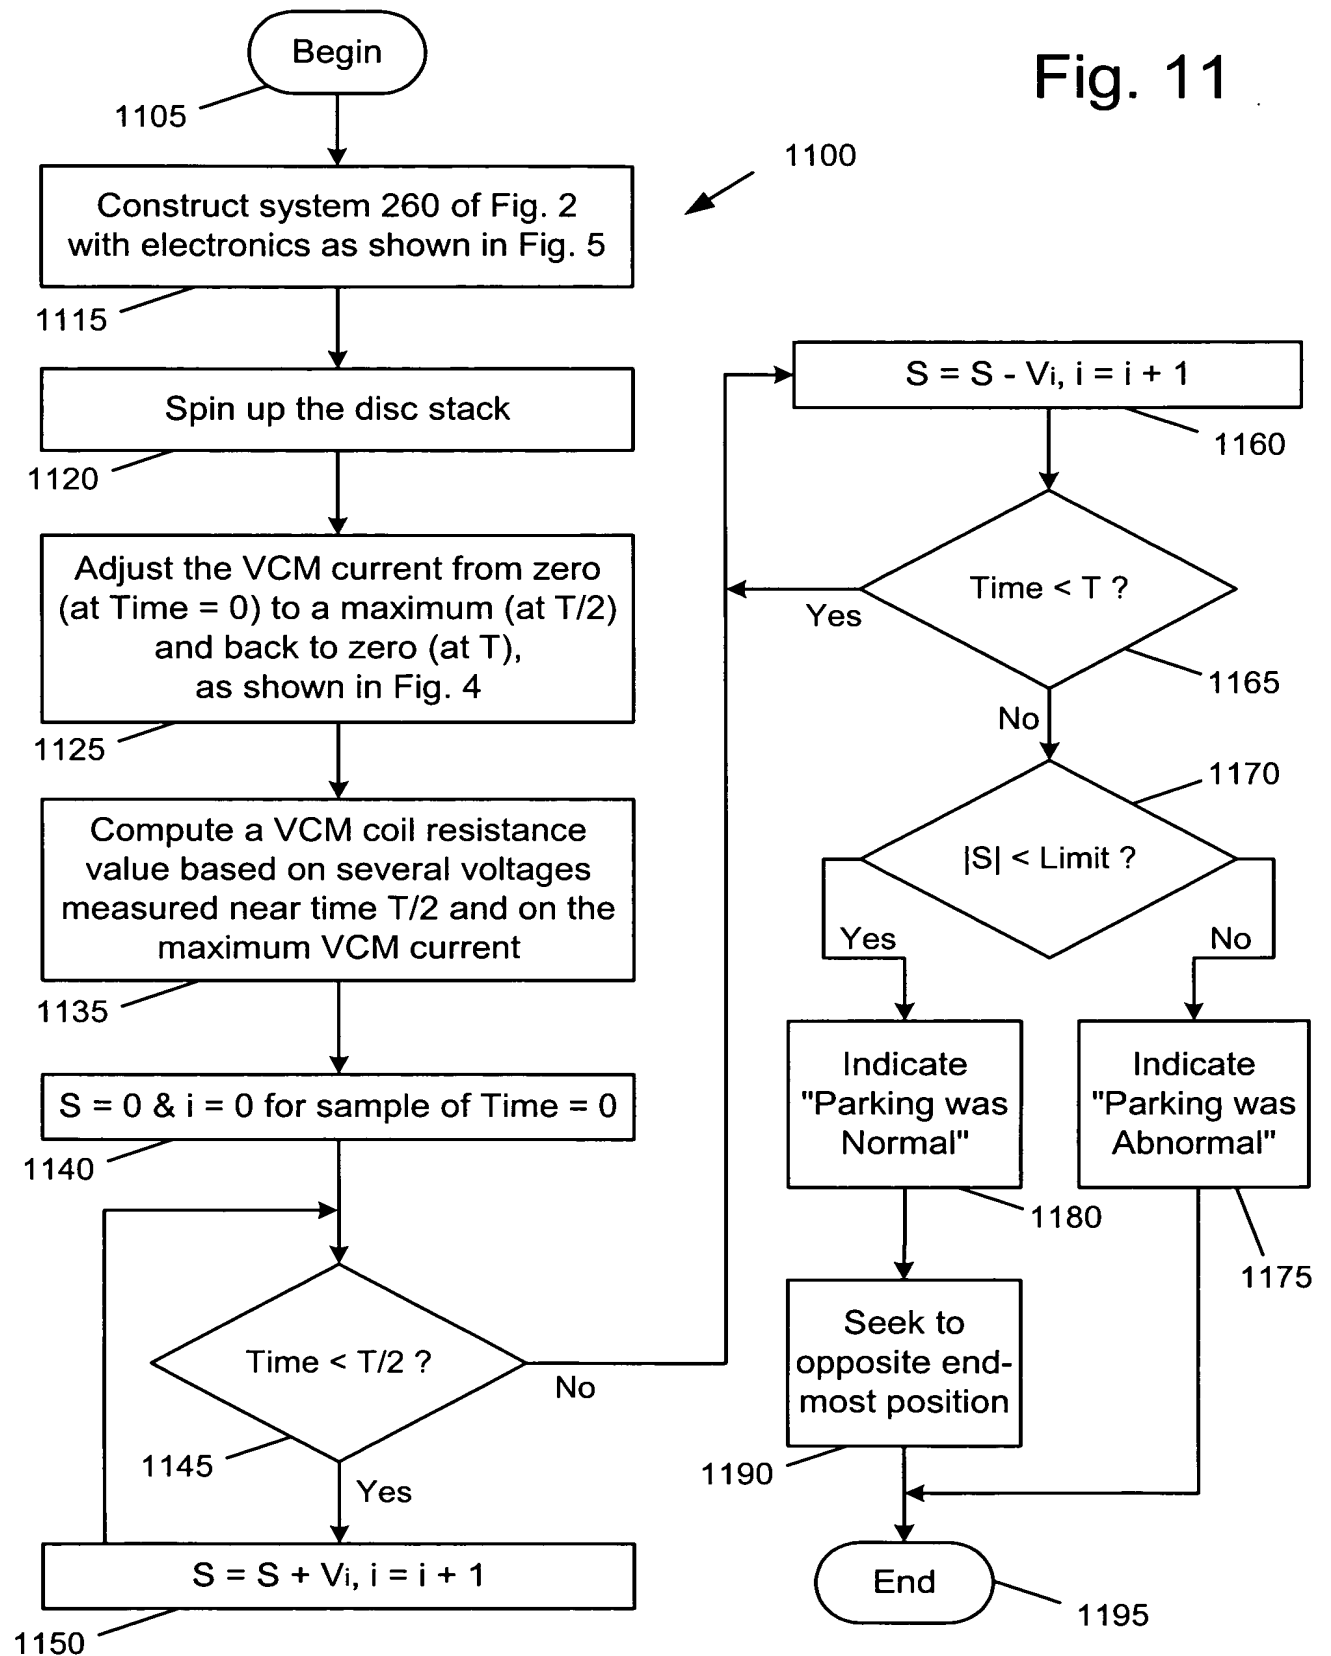 Fig. 11
1100
Begin
1105
Construct system 260 of Fig. 2
with electronics as shown in Fig. 5
1115
Spin up the disc stack
1120
Adjust the VCM current from zero
(at Time = 0) to a maximum (at T/2)
and back to zero (at T),
as shown in Fig. 4
1125
Compute a VCM coil resistance
value based on several voltages
measured near time T/2 and on the
maximum VCM current
1135
S = 0 & i = 0 for sample of Time = 0
1140
Time < T/2 ?
No
1145
Yes
S = S + Vi, i = i + 1
1150
S = S - Vi, i = i + 1
1160
Time < T ?
Yes
1165
No
1170
|S| < Limit ?
Yes
No
Indicate
"Parking was
Normal"
1180
Indicate
"Parking was
Abnormal"
1175
Seek to
opposite end-
most position
1190
End
1195